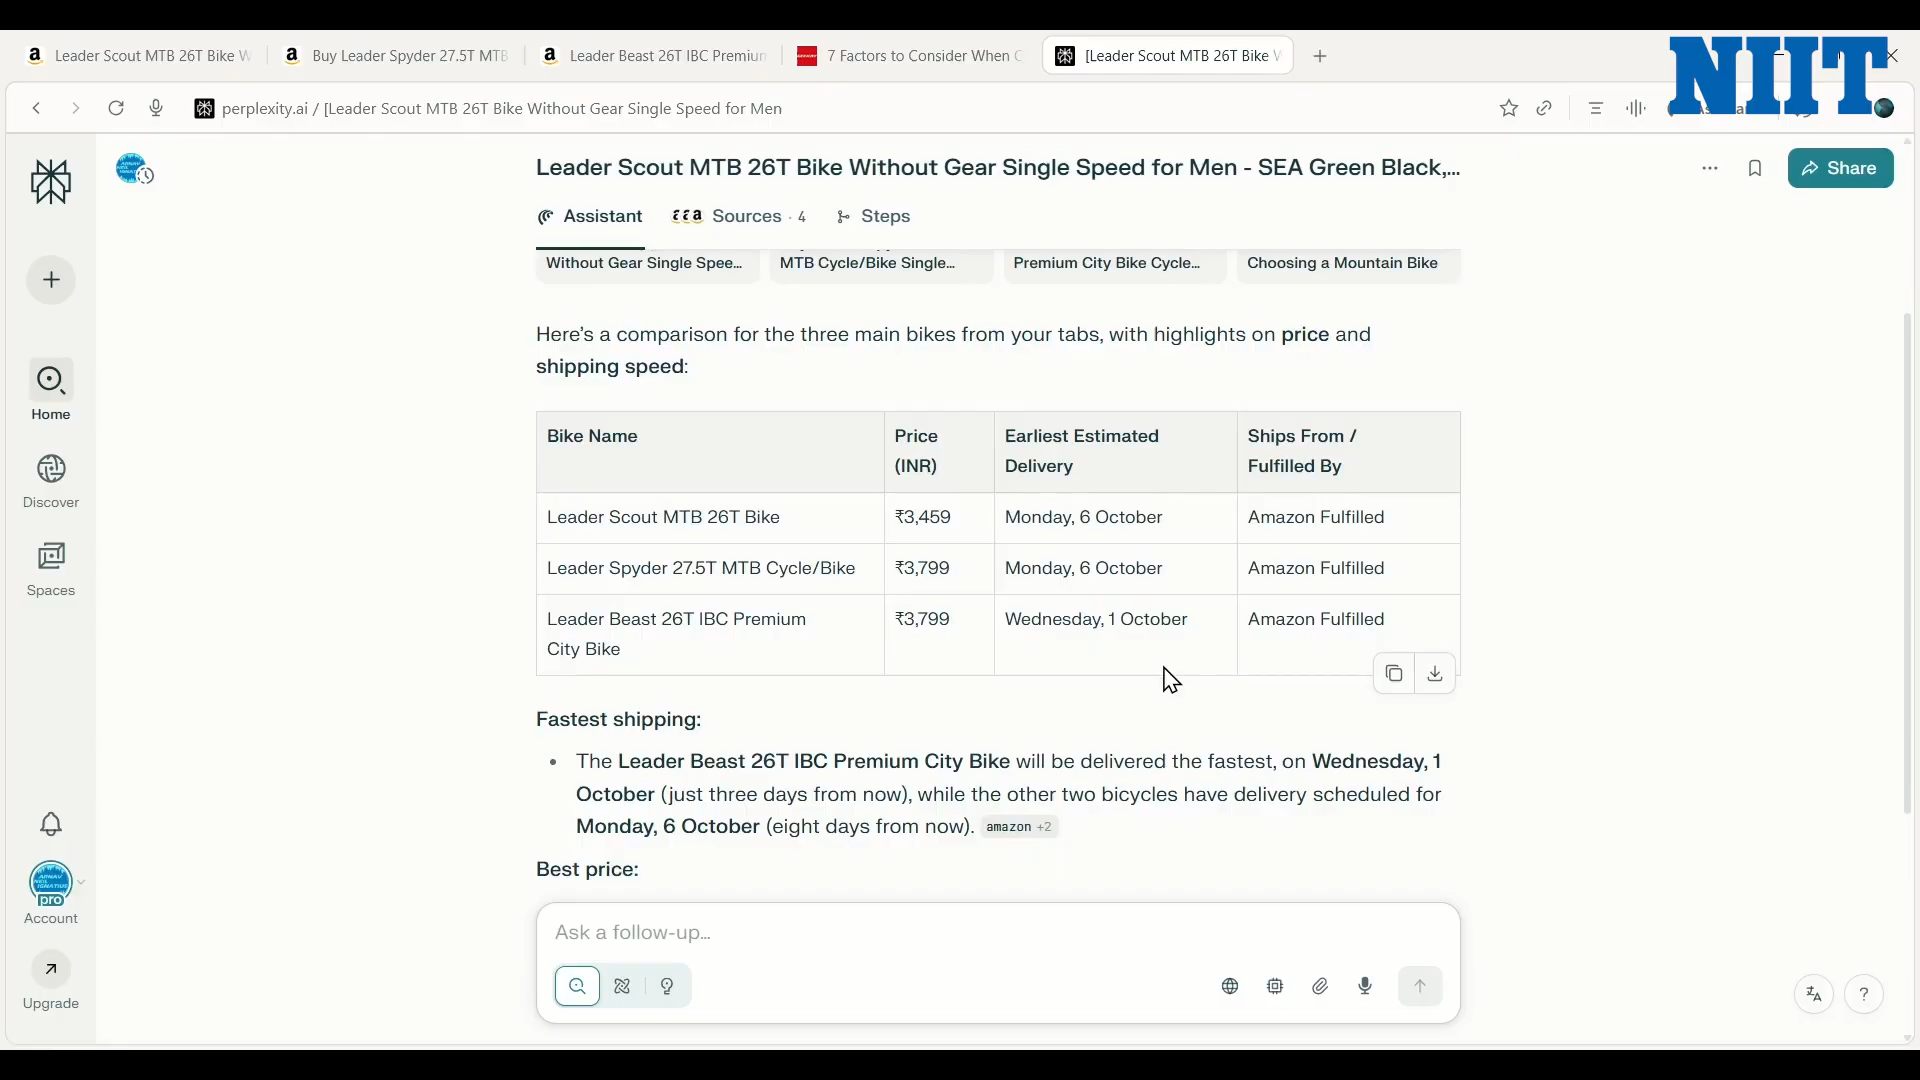 Leader Scout MTB 26T Bike W
Buy Leader Spyder 27.5T MTB
Leader Beast 26T IBC Premium
7 Factors to Consider When C
[Leader Scout MTB 26T Bike W
NIIT
perplexity.ai / [Leader Scout MTB 26T Bike Without Gear Single Speed for Men
Leader Scout MTB 26T Bike Without Gear Single Speed for Men - SEA Green Black,...
Share
Assistant
Sources · 4
Steps
Without Gear Single Spee...
MTB Cycle/Bike Single...
Premium City Bike Cycle...
Choosing a Mountain Bike
Here's a comparison for the three main bikes from your tabs, with highlights on price and
shipping speed:
Bike Name
Price
(INR)
Earliest Estimated
Delivery
Ships From /
Fulfilled By
Leader Scout MTB 26T Bike
₹3,459
Monday, 6 October
Amazon Fulfilled
Leader Spyder 27.5T MTB Cycle/Bike
₹3,799
Monday, 6 October
Amazon Fulfilled
Leader Beast 26T IBC Premium
City Bike
₹3,799
Wednesday, 1 October
Amazon Fulfilled
Fastest shipping:
• The Leader Beast 26T IBC Premium City Bike will be delivered the fastest, on Wednesday, 1
October (just three days from now), while the other two bicycles have delivery scheduled for
Monday, 6 October (eight days from now). amazon +2
Best price:
Ask a follow-up...
Home
Discover
Spaces
pro
Account
Upgrade
?